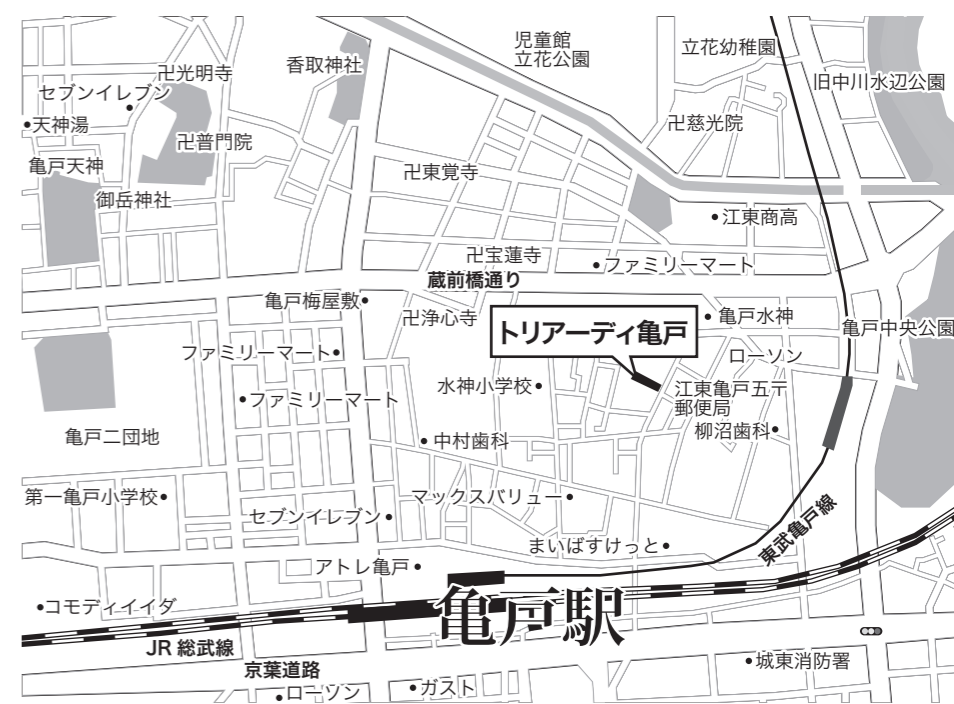 児童館
立花公園
立花幼稚園
香取神社
卍光明寺
旧中川水辺公園
セブンイレブン
•天神湯
卍慈光院
卍普門院
亀戸天神
卍東覚寺
御岳神社
•江東商高
卍宝蓮寺
•ファミリーマート
蔵前橋通り
亀戸梅屋敷•
卍浄心寺
•亀戸水神
亀戸中央公園
トリアーディ亀戸
ファミリーマート•
ローソン
水神小学校•
江東亀戸五〒
郵便局
•ファミリーマート
柳沼歯科•
亀戸二団地
•中村歯科
第一亀戸小学校•
マックスバリュー•
セブンイレブン•
東武亀戸線
まいばすけっと•
アトレ亀戸•
•コモディイイダ
亀戸駅
JR 総武線
京葉道路
•城東消防署
•ローソン
•ガスト